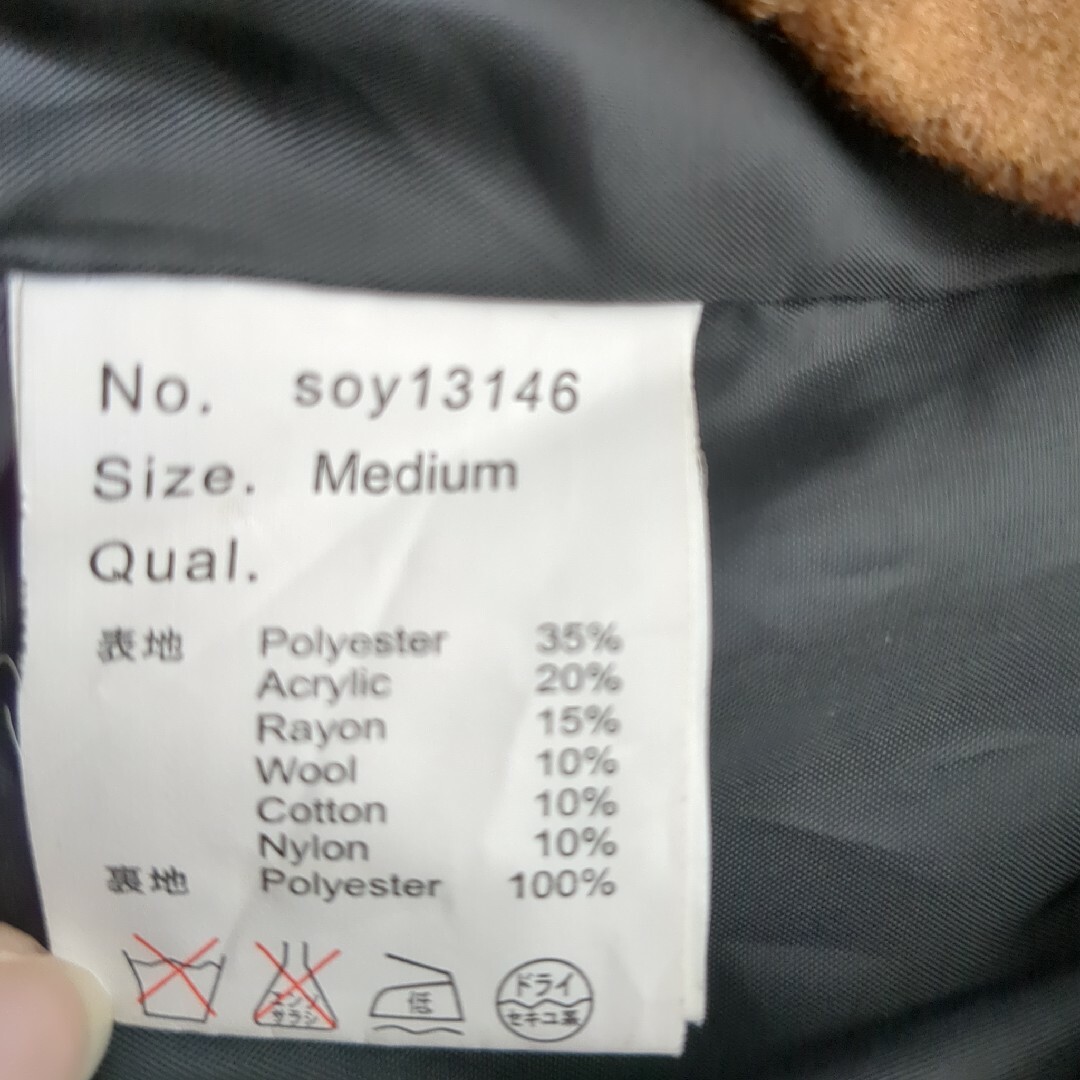 No. soy13146
Size. Medium
Qual.
表地 Polyester 35%
Acrylic 20%
Rayon 15%
Wool 10%
Cotton 10%
Nylon 10%
裏地 Polyester 100%
エンソ サラシ 低 ドライ セキユ系